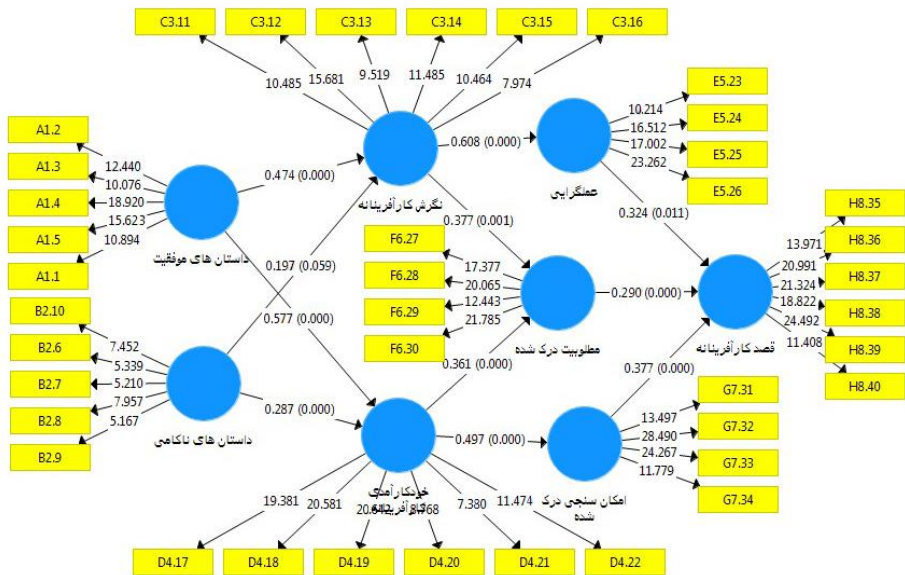 C3.11
C3.12
C3.13
C3.14
C3.15
C3.16
10.485
15.681
9.519
11.485
10.464
7.974
A1.2
A1.3
A1.4
A1.5
A1.1
12.440
10.076
18.920
15.623
10.894
داستان های موفقیت
0.474 (0.000)
نگرش کارآفرینانه
0.608 (0.000)
عملگرایی
10.214
16.512
17.002
23.262
E5.23
E5.24
E5.25
E5.26
0.197 (0.059)
0.577 (0.000)
0.377 (0.001)
0.324 (0.011)
F6.27
F6.28
F6.29
F6.30
17.377
20.065
12.443
21.785
مطلوبیت درک شده
0.290 (0.000)
قصد کارآفرینانه
13.971
20.991
21.324
18.822
24.492
11.408
H8.35
H8.36
H8.37
H8.38
H8.39
H8.40
B2.10
B2.6
B2.7
B2.8
B2.9
7.452
5.339
5.210
7.957
5.167
داستان های ناکامی
0.287 (0.000)
0.361 (0.000)
0.377 (0.000)
خودکارآمدی
0.497 (0.000)
امکان سنجی درک
شده
13.497
28.490
24.267
11.779
G7.31
G7.32
G7.33
G7.34
19.381
20.581
20.642
7.380
11.474
D4.17
D4.18
D4.19
D4.20
D4.21
D4.22